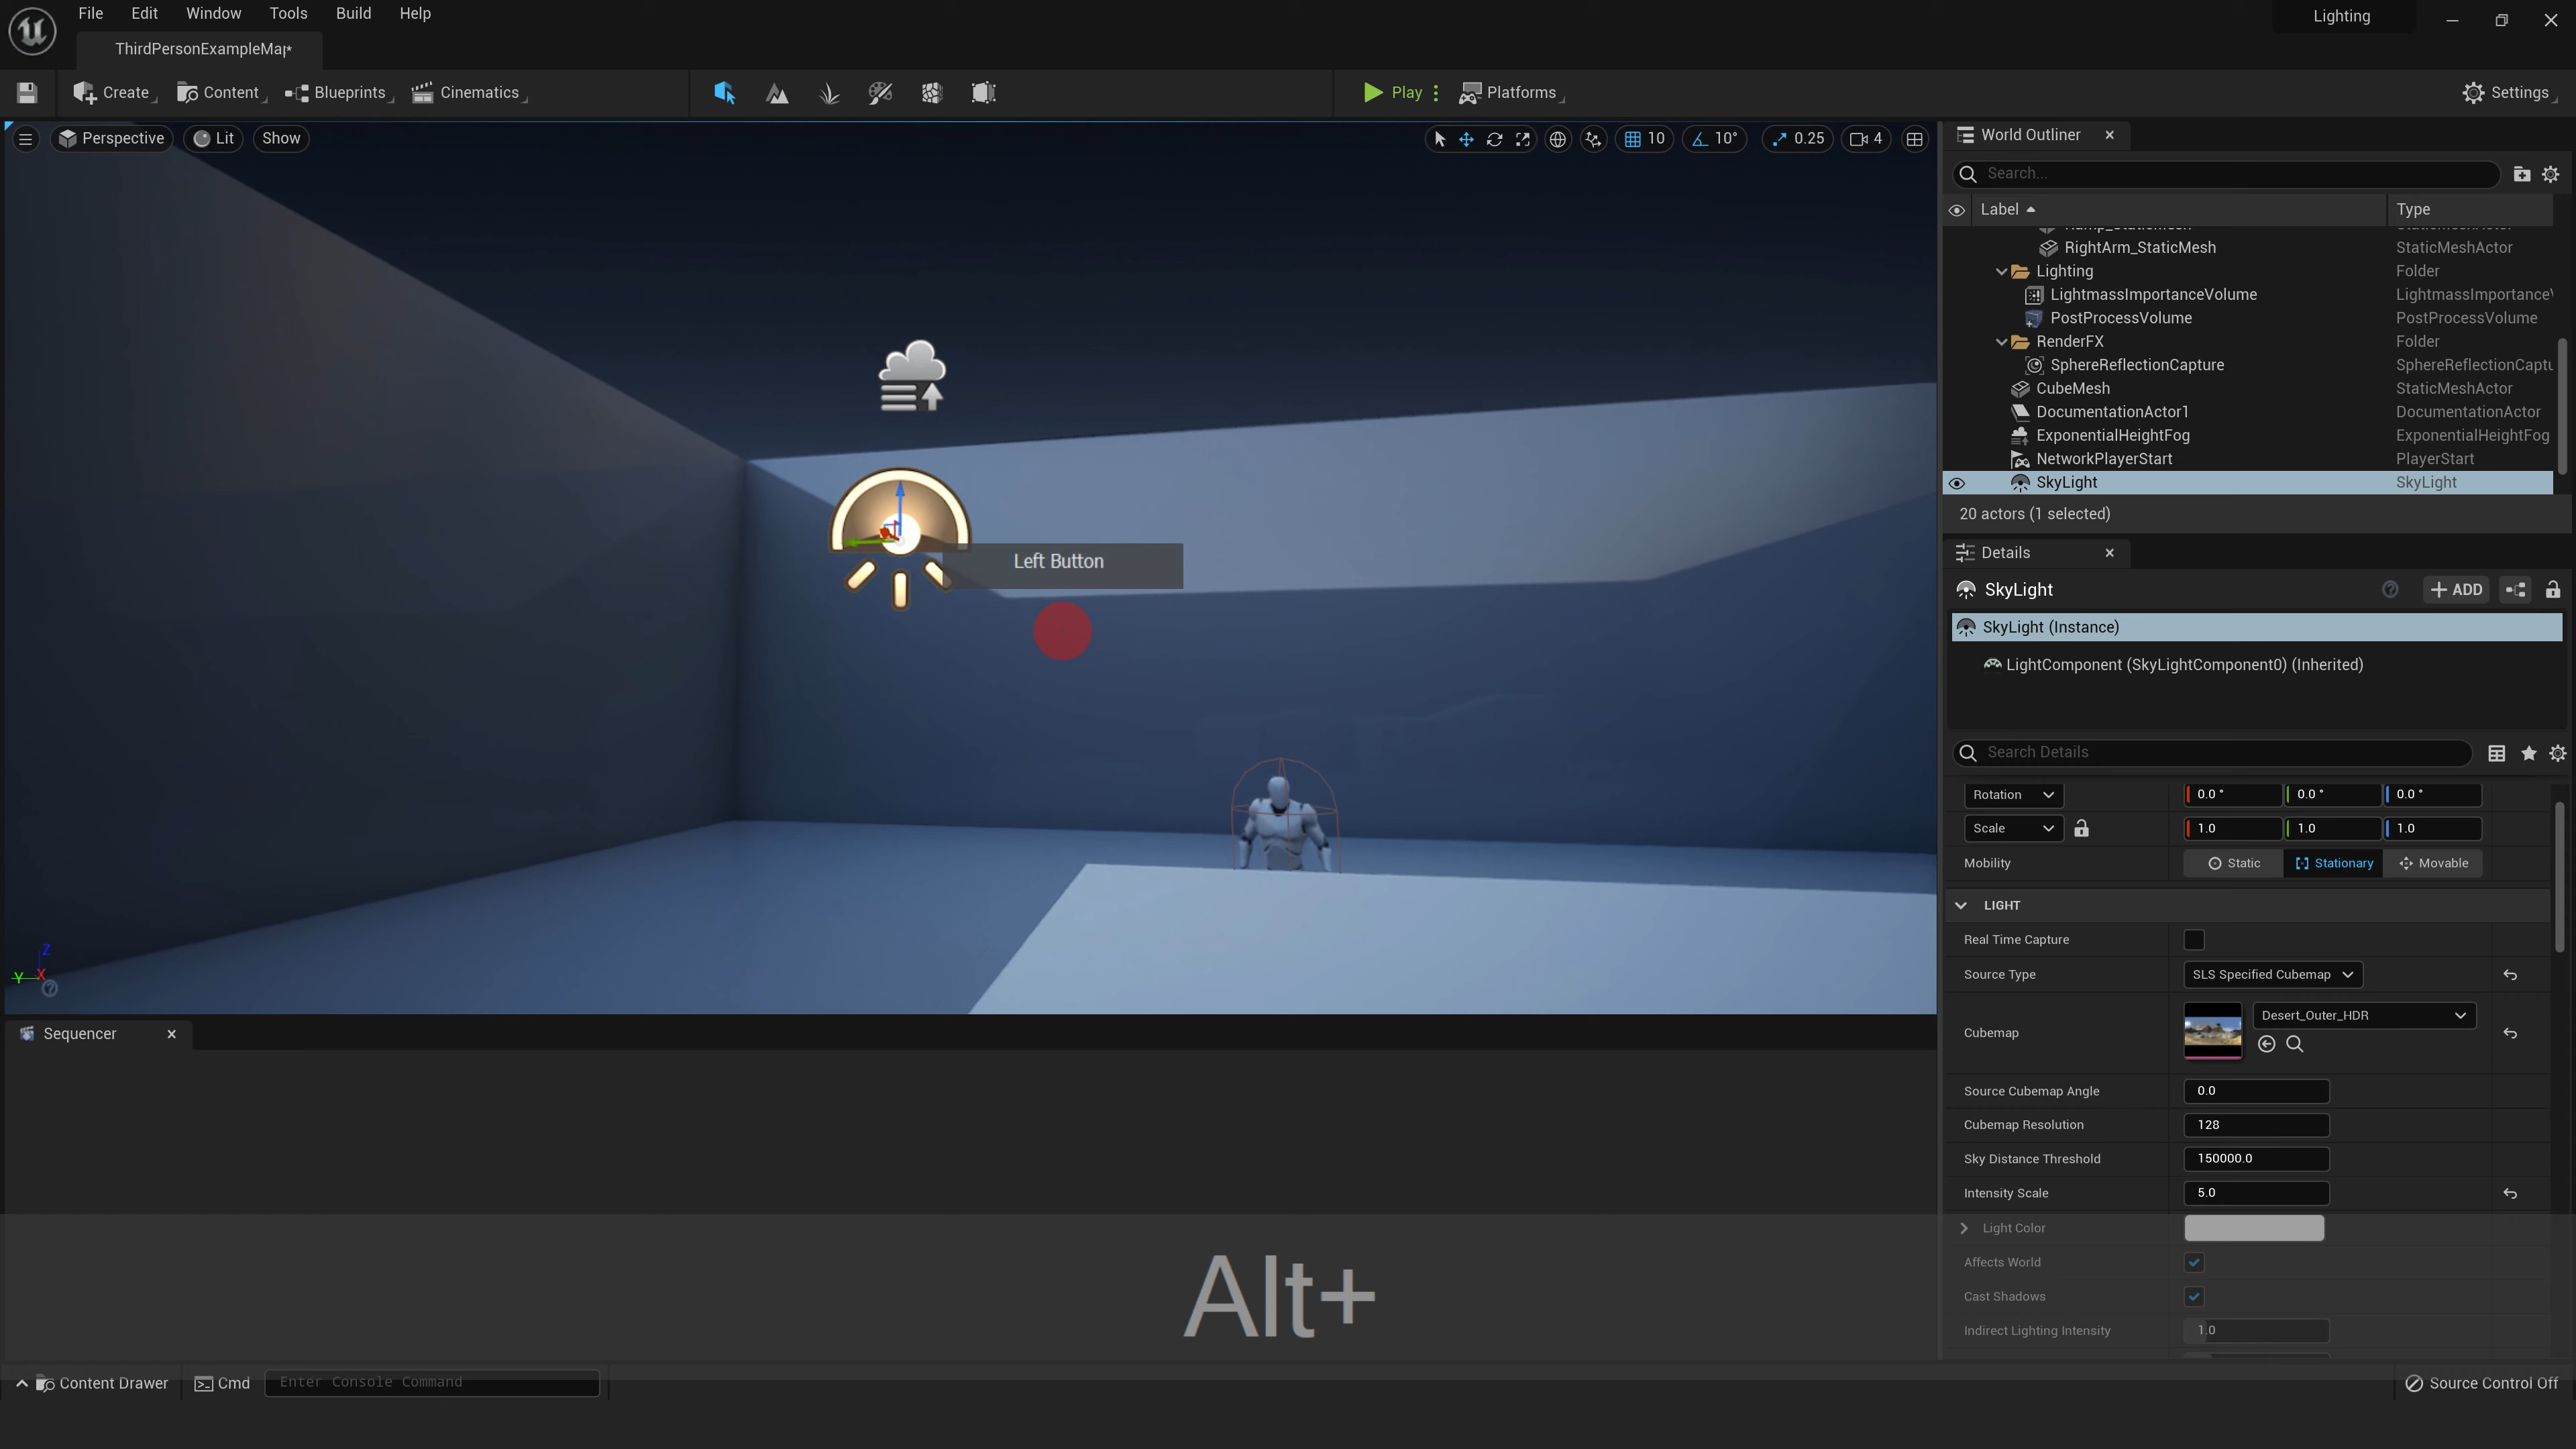 File Edit Window Tools Build Help
Lighting
ThirdPersonExampleMap*
Create Content Blueprints Cinematics Play Platforms Settings
Perspective Lit Show 10 10° 0.25 4
World Outliner
Search...
Label Type
Ramp_StaticMesh StaticMeshActor
RightArm_StaticMesh StaticMeshActor
Lighting Folder
LightmassImportanceVolume LightmassImportanceV
PostProcessVolume PostProcessVolume
RenderFX Folder
SphereReflectionCapture SphereReflectionCaptu
CubeMesh StaticMeshActor
DocumentationActor1 DocumentationActor
ExponentialHeightFog ExponentialHeightFog
NetworkPlayerStart PlayerStart
SkyLight SkyLight
20 actors (1 selected)
Details
SkyLight ADD
SkyLight (Instance)
LightComponent (SkyLightComponent0) (Inherited)
Search Details
Rotation 0.0 ° 0.0 ° 0.0 °
Scale 1.0 1.0 1.0
Mobility Static Stationary Movable
LIGHT
Real Time Capture
Source Type SLS Specified Cubemap
Cubemap Desert_Outer_HDR
Source Cubemap Angle 0.0
Cubemap Resolution 128
Sky Distance Threshold 150000.0
Intensity Scale 5.0
Light Color
Affects World
Cast Shadows
Indirect Lighting Intensity 1.0
Left Button
Z
Y X
Sequencer
Alt+
Content Drawer Cmd Enter Console Command Source Control Off